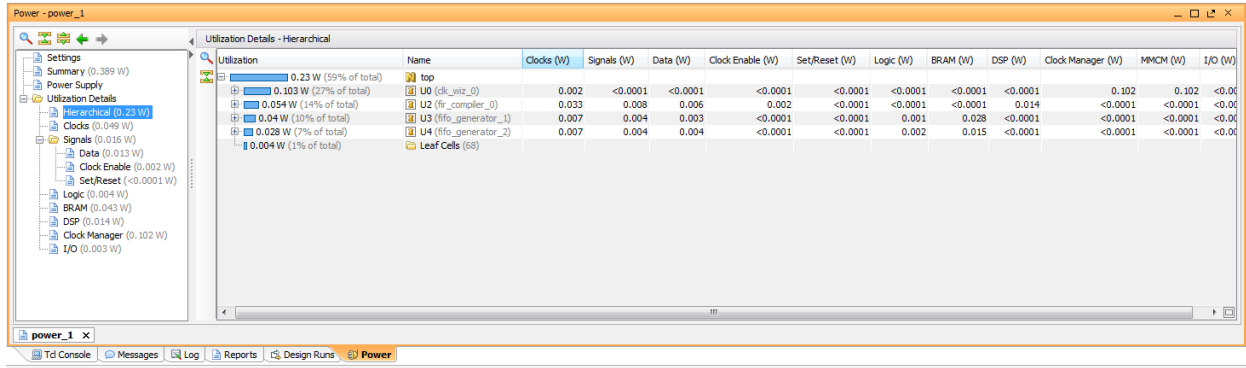 Power - power_1
Utilization Details - Hierarchical
Settings
Summary (0.389 W)
Power Supply
Utilization Details
Hierarchical (0.23 W)
Clocks (0.049 W)
Signals (0.016 W)
Data (0.013 W)
Clock Enable (0.002 W)
Set/Reset (<0.0001 W)
Logic (0.004 W)
BRAM (0.043 W)
DSP (0.014 W)
Clock Manager (0.102 W)
I/O (0.003 W)
Utilization Name Clocks (W) Signals (W) Data (W) Clock Enable (W) Set/Reset (W) Logic (W) BRAM (W) DSP (W) Clock Manager (W) MMCM (W) I/O (W)
0.23 W (59% of total) top
0.103 W (27% of total) U0 (clk_wiz_0) 0.002 <0.0001 <0.0001 <0.0001 <0.0001 <0.0001 <0.0001 <0.0001 0.102 0.102 <0.00
0.054 W (14% of total) U2 (fir_compiler_0) 0.033 0.008 0.006 0.002 <0.0001 <0.0001 <0.0001 0.014 <0.0001 <0.0001 <0.00
0.04 W (10% of total) U3 (fifo_generator_1) 0.007 0.004 0.003 <0.0001 <0.0001 0.001 0.028 <0.0001 <0.0001 <0.0001 <0.00
0.028 W (7% of total) U4 (fifo_generator_2) 0.007 0.004 0.004 <0.0001 <0.0001 0.002 0.015 <0.0001 <0.0001 <0.0001 <0.00
0.004 W (1% of total) Leaf Cells (68)
power_1
Tcl Console Messages Log Reports Design Runs Power